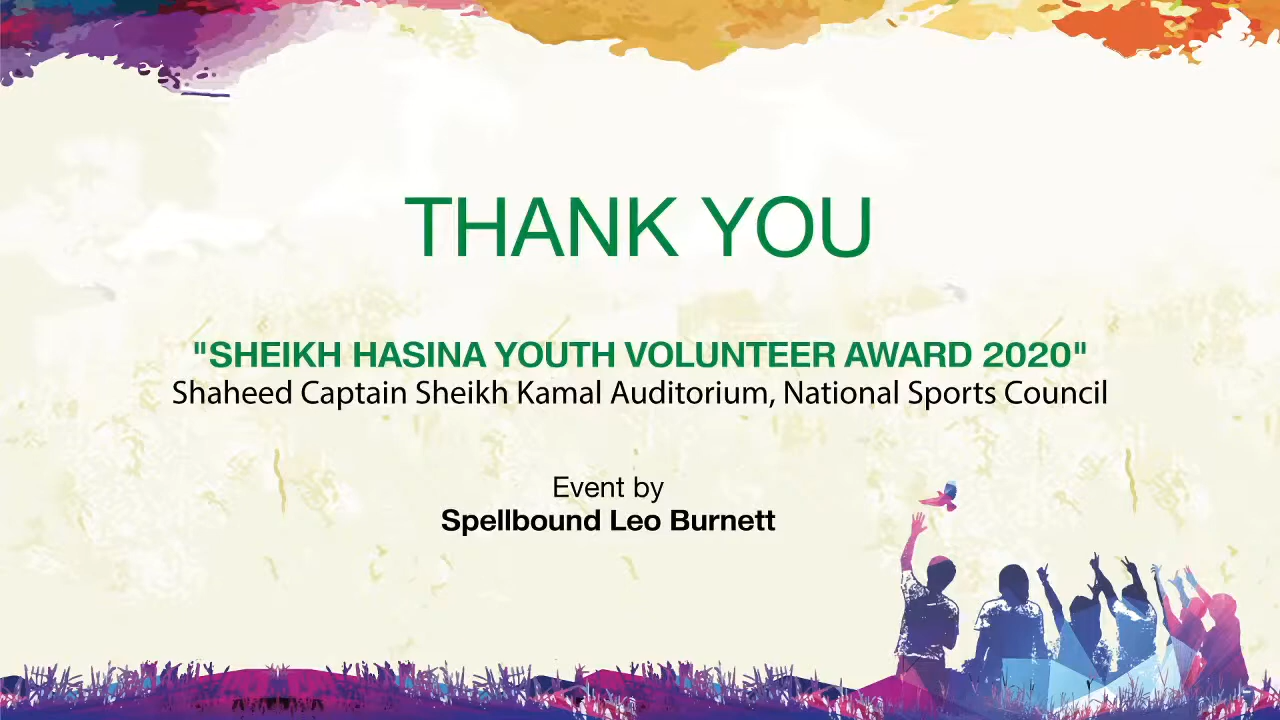 THANK YOU
"SHEIKH HASINA YOUTH VOLUNTEER AWARD 2020"
Shaheed Captain Sheikh Kamal Auditorium, National Sports Council
Event by
Spellbound Leo Burnett